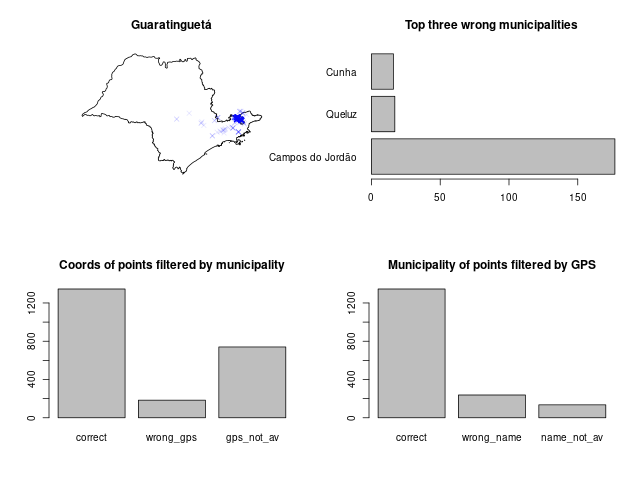 Guaratinguetá
Top three wrong municipalities
Cunha
Queluz
Campos do Jordão
0 50 100 150
Coords of points filtered by municipality
0 400 800 1200
correct wrong_gps gps_not_av
Municipality of points filtered by GPS
0 400 800 1200
correct wrong_name name_not_av